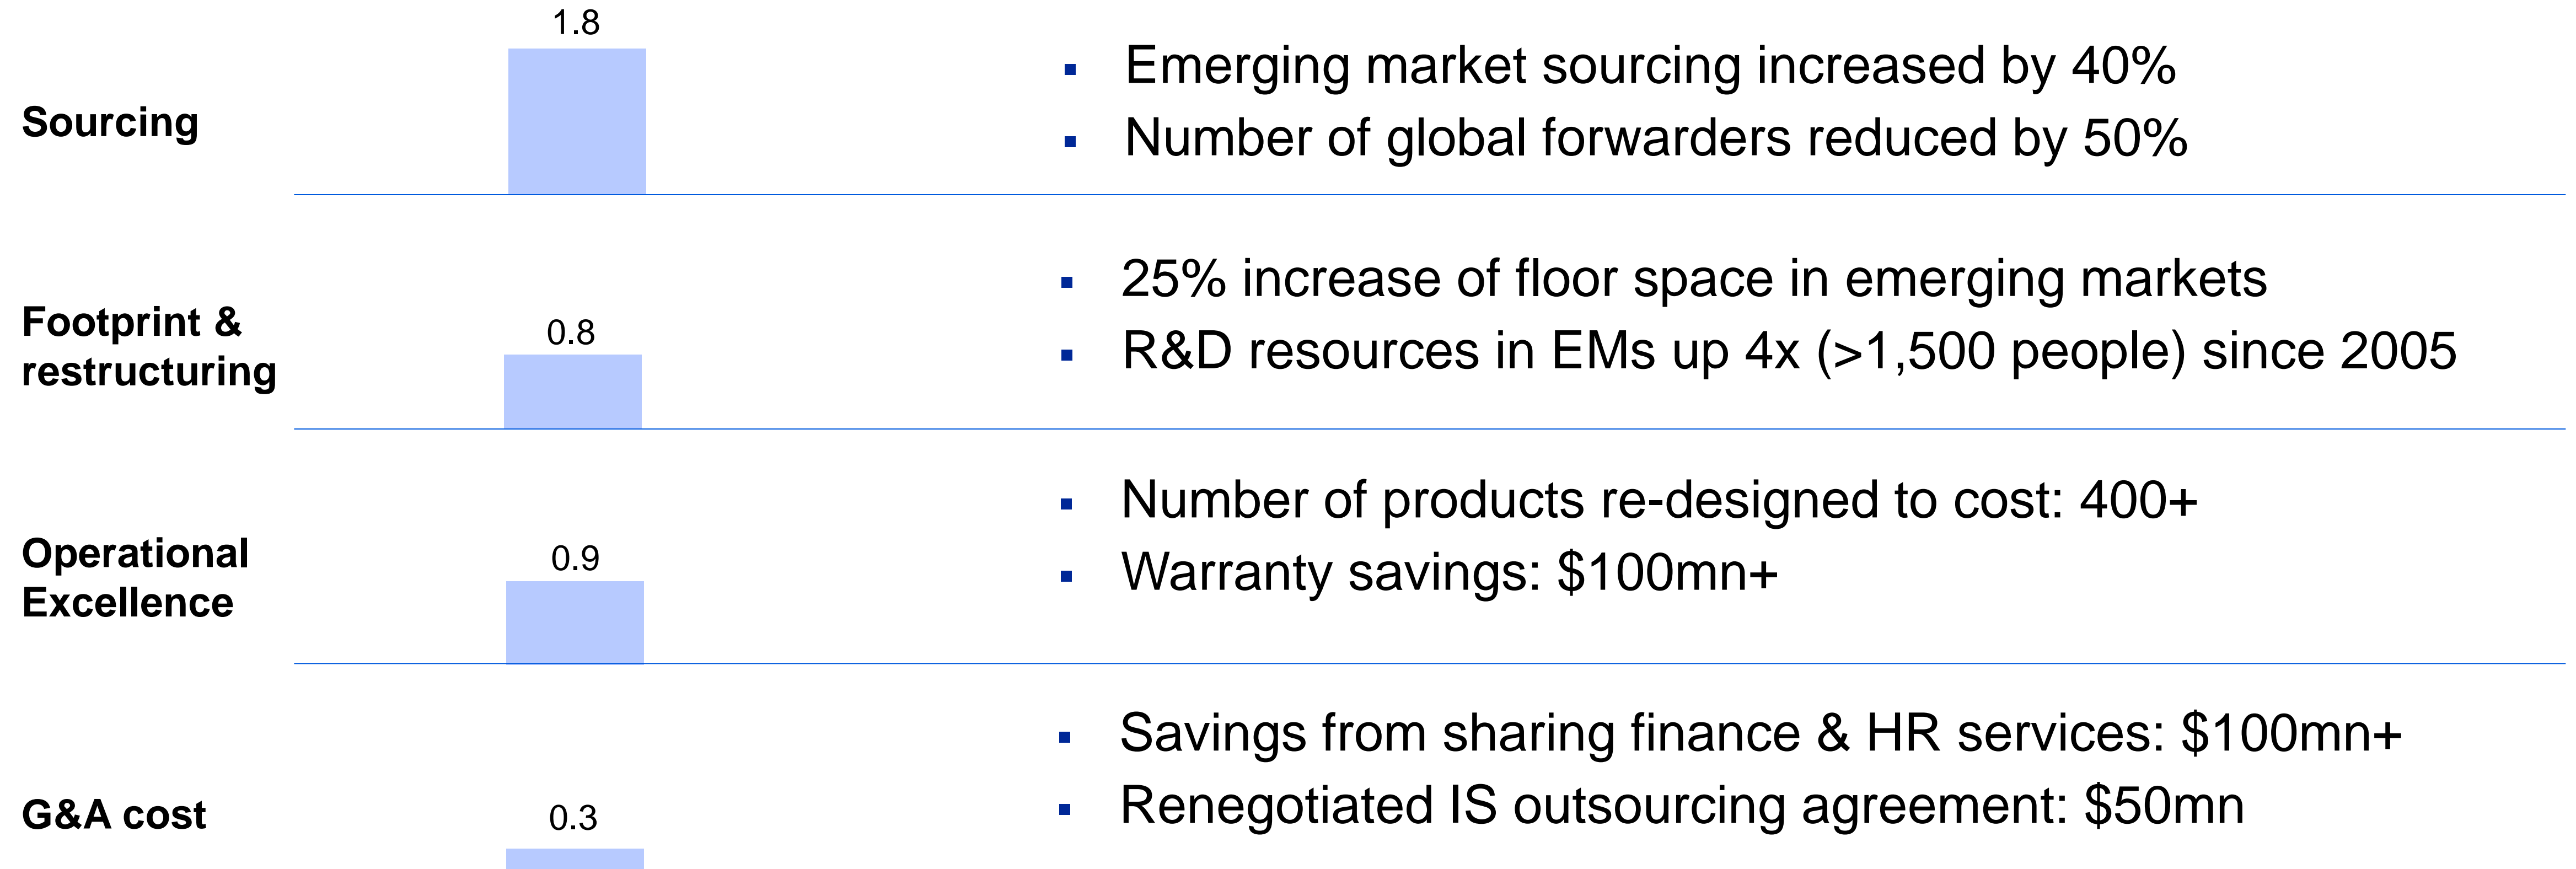 1.8
Sourcing
▪ Emerging market sourcing increased by 40%
▪ Number of global forwarders reduced by 50%
Footprint &
restructuring
0.8
▪ 25% increase of floor space in emerging markets
▪ R&D resources in EMs up 4x (>1,500 people) since 2005
Operational
Excellence
0.9
▪ Number of products re-designed to cost: 400+
▪ Warranty savings: $100mn+
G&A cost
0.3
▪ Savings from sharing finance & HR services: $100mn+
▪ Renegotiated IS outsourcing agreement: $50mn